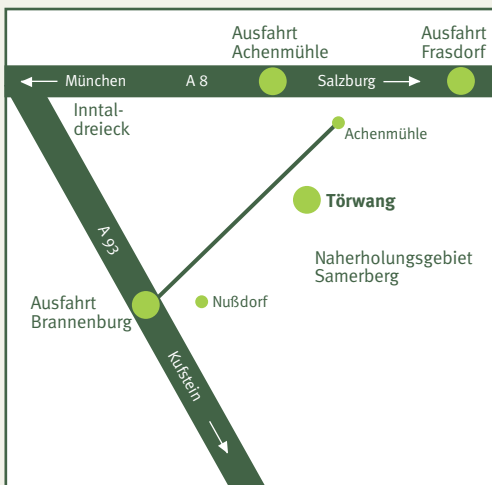 Ausfahrt
Achenmühle
Ausfahrt
Frasdorf
München
A 8
Salzburg
Inntal-
dreieck
Achenmühle
Törwang
A 93
Naherholungsgebiet
Samerberg
Ausfahrt
Brannenburg
Nußdorf
Kufstein